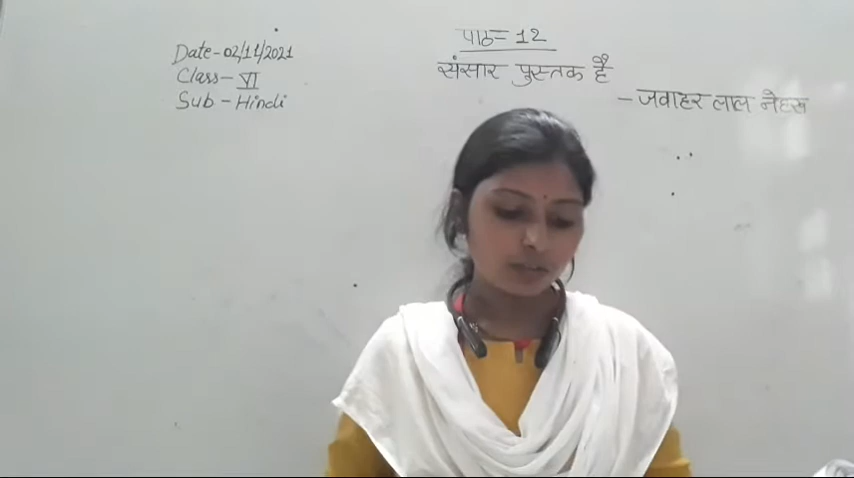 Date-02/11/2021
Class-VI
Sub-Hindi
पाठ= 12
संसार पुस्तक है
- जवाहर लाल नेहरू